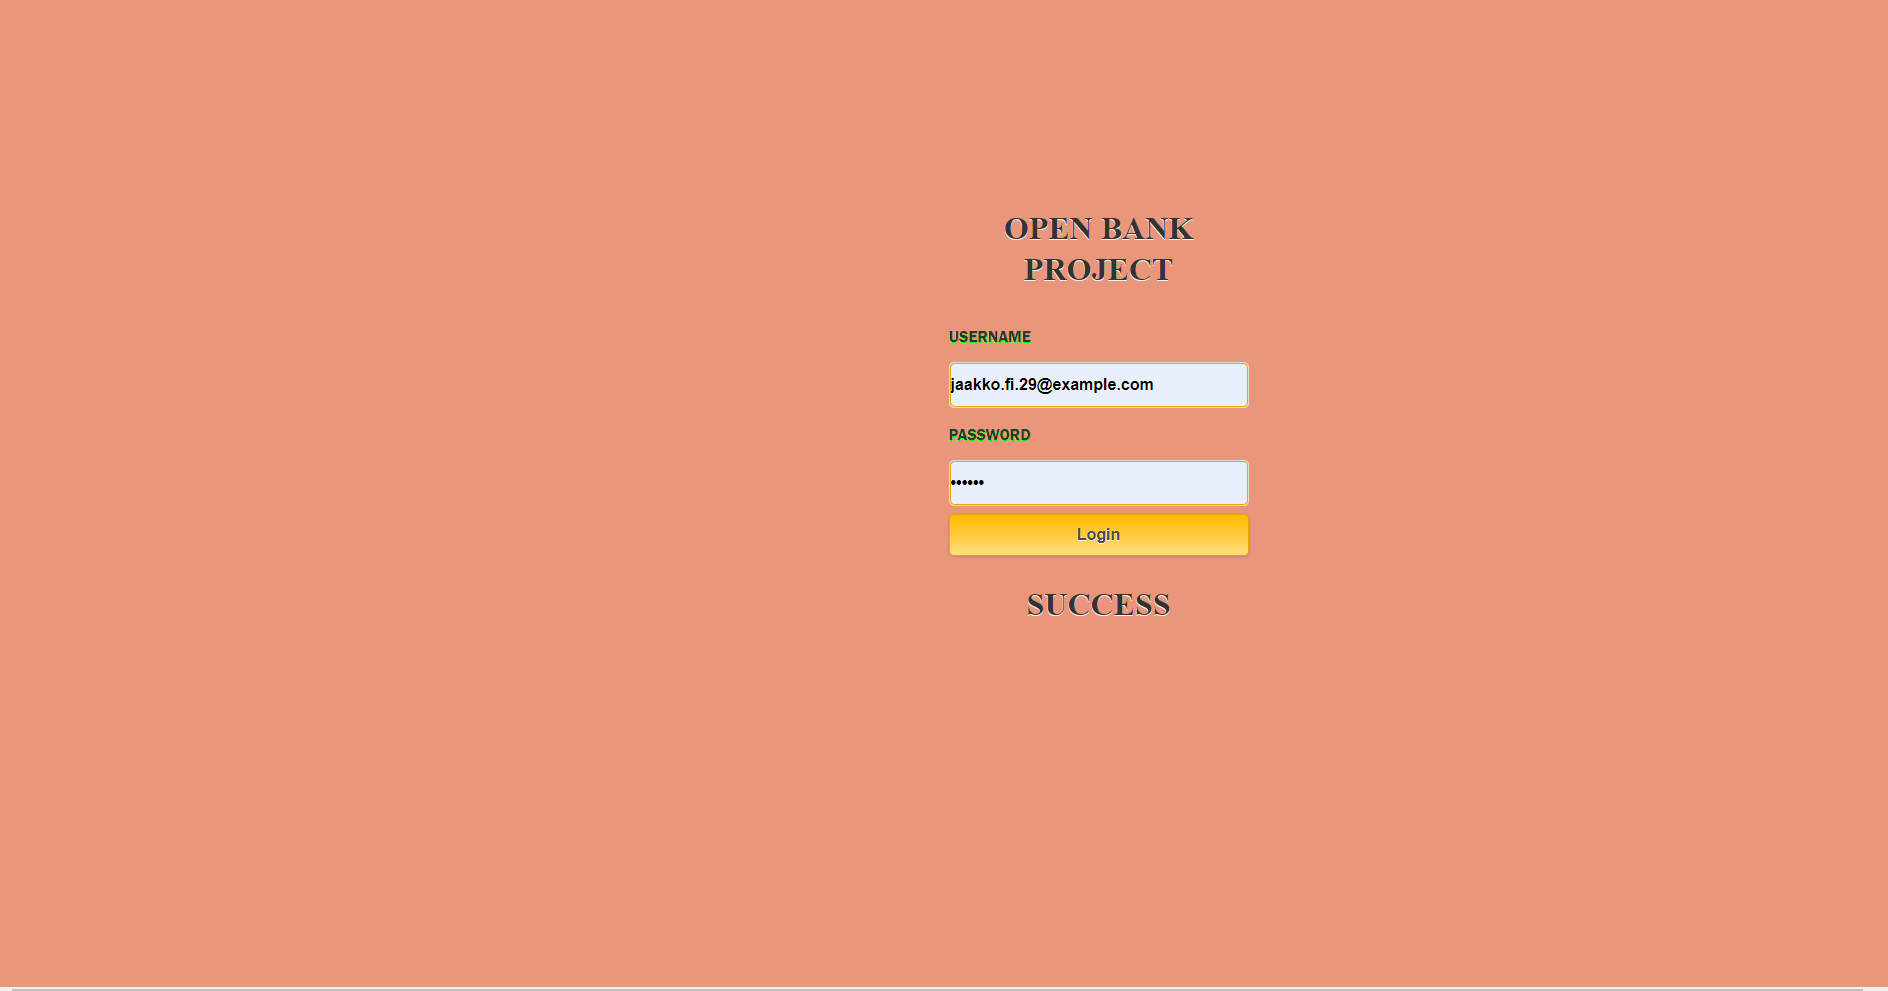 OPEN BANK
PROJECT
USERNAME
jaakko.fi.29@example.com
PASSWORD
••••••
Login
SUCCESS